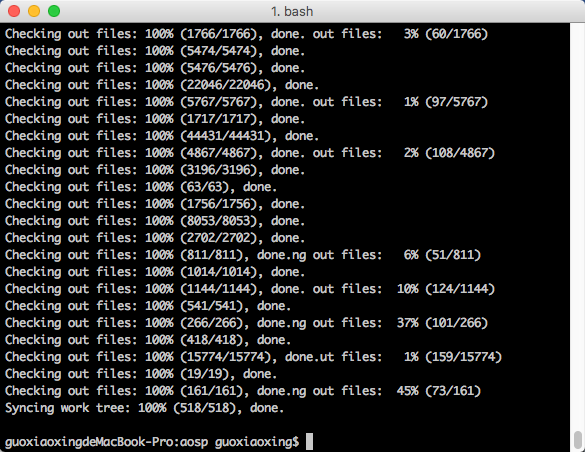 1. bash
Checking out files: 100% (1766/1766), done. out files:   3% (60/1766)
Checking out files: 100% (5474/5474), done.
Checking out files: 100% (5476/5476), done.
Checking out files: 100% (22046/22046), done.
Checking out files: 100% (5767/5767), done. out files:   1% (97/5767)
Checking out files: 100% (1717/1717), done.
Checking out files: 100% (44431/44431), done.
Checking out files: 100% (4867/4867), done. out files:   2% (108/4867)
Checking out files: 100% (3196/3196), done.
Checking out files: 100% (63/63), done.
Checking out files: 100% (1756/1756), done.
Checking out files: 100% (8053/8053), done.
Checking out files: 100% (2702/2702), done.
Checking out files: 100% (811/811), done.ng out files:   6% (51/811)
Checking out files: 100% (1014/1014), done.
Checking out files: 100% (1144/1144), done. out files:  10% (124/1144)
Checking out files: 100% (541/541), done.
Checking out files: 100% (266/266), done.ng out files:  37% (101/266)
Checking out files: 100% (418/418), done.
Checking out files: 100% (15774/15774), done.ut files:   1% (159/15774)
Checking out files: 100% (19/19), done.
Checking out files: 100% (161/161), done.ng out files:  45% (73/161)
Syncing work tree: 100% (518/518), done.
guoxiaoxingdeMacBook-Pro:aosp guoxiaoxing$